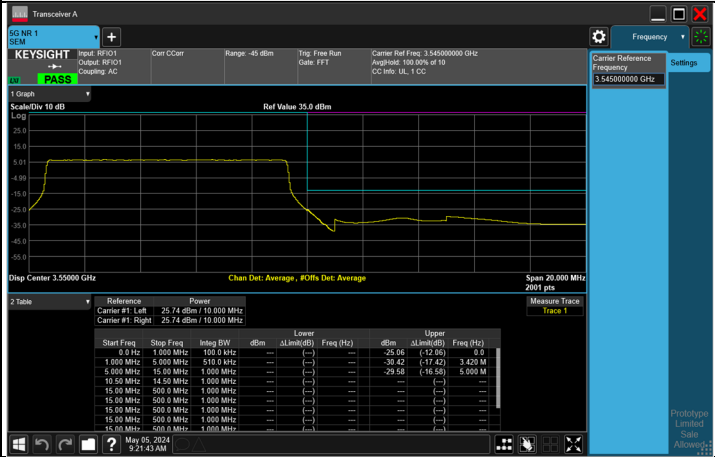 Transceiver A
5G NR 1
SEM
+
Frequency
KEYSIGHT
LXI
PASS
Input: RFIO1
Output: RFIO1
Coupling: AC
Corr CCorr
Range: -45 dBm
Trig: Free Run
Gate: FFT
Carrier Ref Freq: 3.545000000 GHz
Avg|Hold: 100.00% of 10
CC Info: UL, 1 CC
Carrier Reference
Frequency
3.545000000 GHz
Settings
1 Graph
Scale/Div 10 dB
Ref Value 35.0 dBm
Log
25.0
15.0
5.01
-4.99
-15.0
-25.0
-35.0
-45.0
-55.0
Disp Center 3.55000 GHz
Chan Det: Average, #Offs Det: Average
Span 20.000 MHz
2001 pts
2 Table
Measure Trace
Trace 1
Reference Power
Carrier #1: Left 25.74 dBm / 10.000 MHz
Carrier #1: Right 25.74 dBm / 10.000 MHz
Lower Upper
Start Freq Stop Freq Integ BW dBm ΔLimit(dB) Freq (Hz) dBm ΔLimit(dB) Freq (Hz)
0.0 Hz 1.000 MHz 100.0 kHz --- (---) --- -25.06 (-12.06) 0.0
1.000 MHz 5.000 MHz 510.0 kHz --- (---) --- -30.42 (-17.42) 3.420 M
5.000 MHz 15.00 MHz 1.000 MHz --- (---) --- -29.58 (-16.58) 5.000 M
10.50 MHz 14.50 MHz 1.000 MHz --- (---) --- --- (---) ---
15.00 MHz 500.0 MHz 1.000 MHz --- (---) --- --- (---) ---
15.00 MHz 500.0 MHz 1.000 MHz --- (---) --- --- (---) ---
15.00 MHz 500.0 MHz 1.000 MHz --- (---) --- --- (---) ---
15.00 MHz 500.0 MHz 1.000 MHz --- (---) --- --- (---) ---
15.00 MHz 500.0 MHz 1.000 MHz --- (---) --- --- (---) ---
Prototype
Limited
Sale
Allowed
?
May 05, 2024
9:21:43 AM